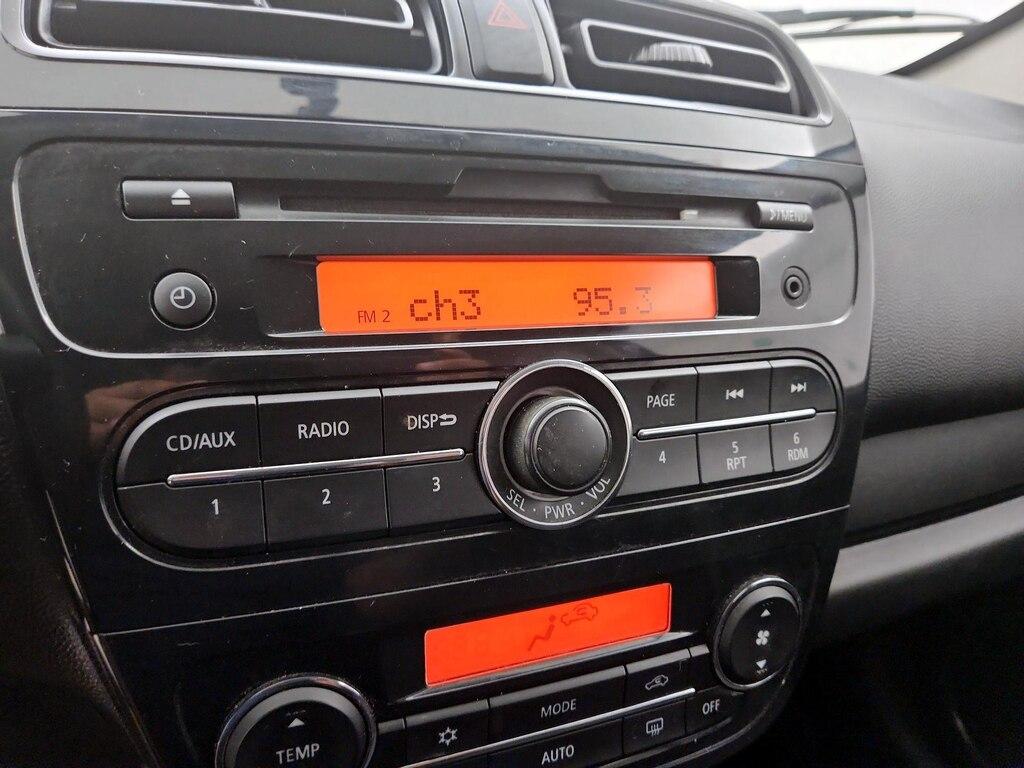 >/MENU
FM 2 ch3 95.3
CD/AUX RADIO DISP PAGE
1 2 3 4 5 RPT 6 RDM
SEL · PWR · VOL
MODE
TEMP AUTO OFF